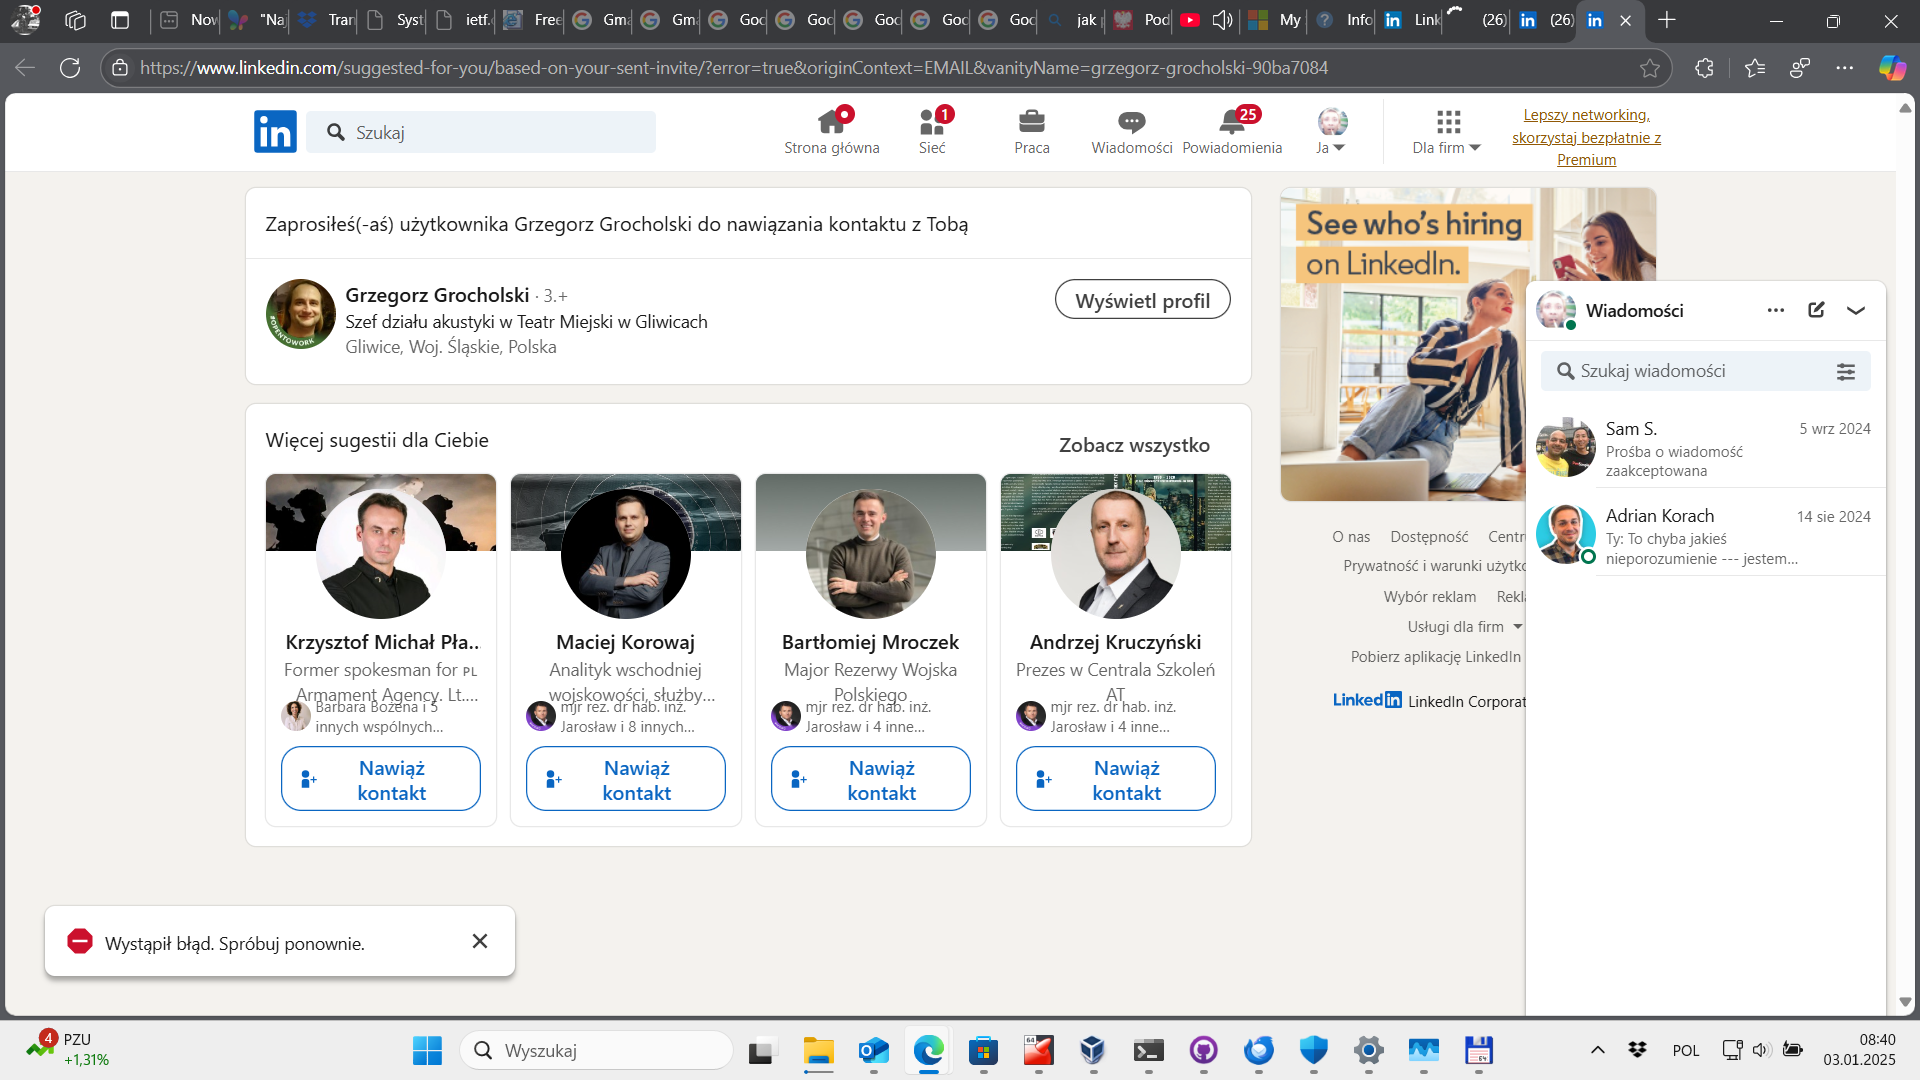 Nov
"Na
Tran
Syst
ietf.
Free
Gma
Gm
Goo
Goc
Goc
Goc
Goc
jak
Pod
My
Info
Link
(26)
(26)
https://www.linkedin.com/suggested-for-you/based-on-your-sent-invite/?error=true&originContext=EMAIL&vanityName=grzegorz-grocholski-90ba7084
in
Szukaj
Strona główna
1
Sieć
Praca
Wiadomości
25
Powiadomienia
Ja
Dla firm
Lepszy networking,
skorzystaj bezpłatnie z
Premium
Zaprosiłeś(-aś) użytkownika Grzegorz Grocholski do nawiązania kontaktu z Tobą
Grzegorz Grocholski · 3.+
Szef działu akustyki w Teatr Miejski w Gliwicach
Gliwice, Woj. Śląskie, Polska
#OPENTOWORK
Wyświetl profil
Więcej sugestii dla Ciebie
Zobacz wszystko
Krzysztof Michał Pła...
Former spokesman for PL
Armament Agency. Lt....
Barbara Bożena i 5
innych wspólnych...
Nawiąż
kontakt
Maciej Korowaj
Analityk wschodniej
wojskowości, służby...
mjr rez. dr hab. inż.
Jarosław i 8 innych...
Nawiąż
kontakt
Bartłomiej Mroczek
Major Rezerwy Wojska
Polskiego
mjr rez. dr hab. inż.
Jarosław i 4 inne...
Nawiąż
kontakt
Andrzej Kruczyński
Prezes w Centrala Szkoleń
AT
mjr rez. dr hab. inż.
Jarosław i 4 inne...
Nawiąż
kontakt
See who's hiring
on LinkedIn.
O nas Dostępność Centr
Prywatność i warunki użytko
Wybór reklam Rekl
Usługi dla firm
Pobierz aplikację LinkedIn
LinkedIn LinkedIn Corporat
Wiadomości
Szukaj wiadomości
Sam S.
5 wrz 2024
Prośba o wiadomość
zaakceptowana
Adrian Korach
14 sie 2024
Ty: To chyba jakieś
nieporozumienie --- jestem...
Wystąpił błąd. Spróbuj ponownie.
4
PZU
+1,31%
Wyszukaj
64
64
POL
08:40
03.01.2025